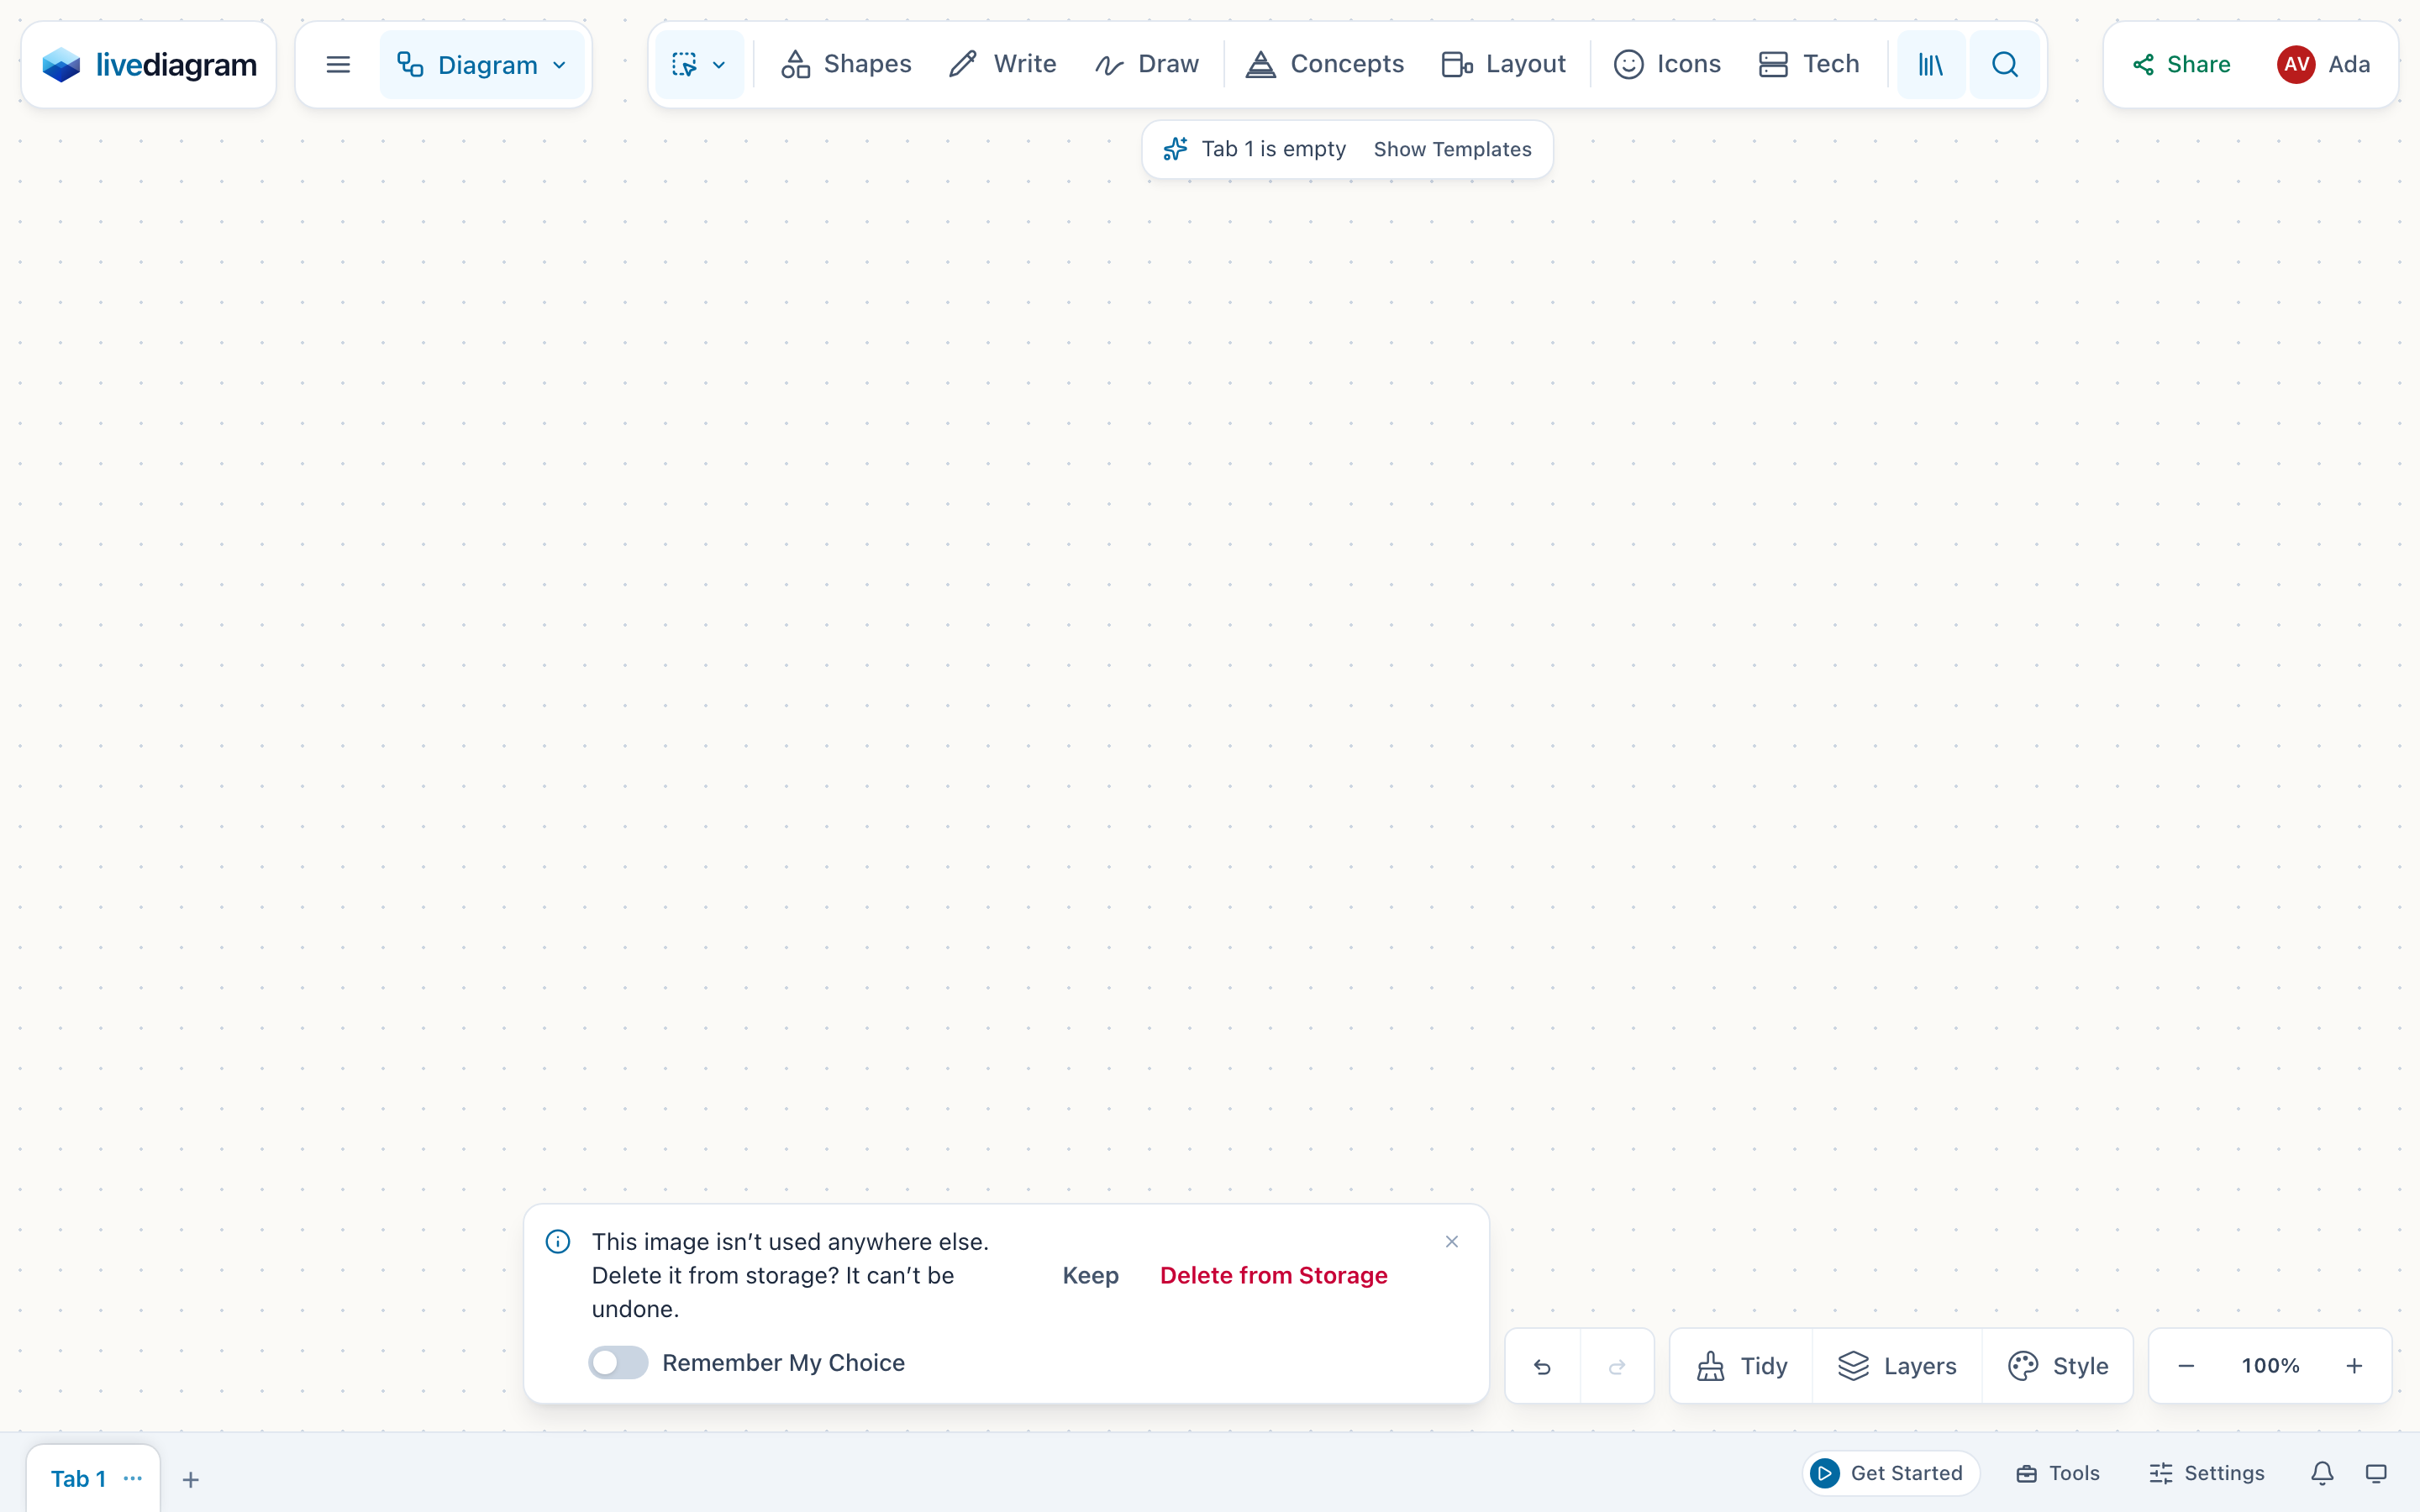 livediagram
Diagram
Shapes
Write
Draw
Concepts
Layout
Icons
Tech
Share
AV
Ada
Tab 1 is empty
Show Templates
This image isn’t used anywhere else.
Delete it from storage? It can’t be
undone.
Keep
Delete from Storage
Remember My Choice
Tidy
Layers
Style
100%
Tab 1
Get Started
Tools
Settings